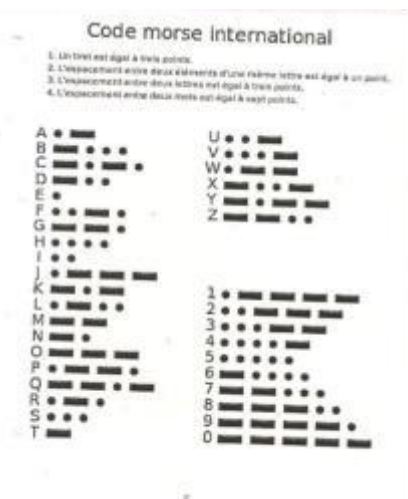 Code morse international
1. Un tiret est égal à trois points.
2. L'espacement entre deux éléments d'une même lettre est égal à un point.
3. L'espacement entre deux lettres est égal à trois points.
4. L'espacement entre deux mots est égal à sept points.
A
B
C
D
E
F
G
H
I
J
K
L
M
N
O
P
Q
R
S
T
U
V
W
X
Y
Z
1
2
3
4
5
6
7
8
9
0